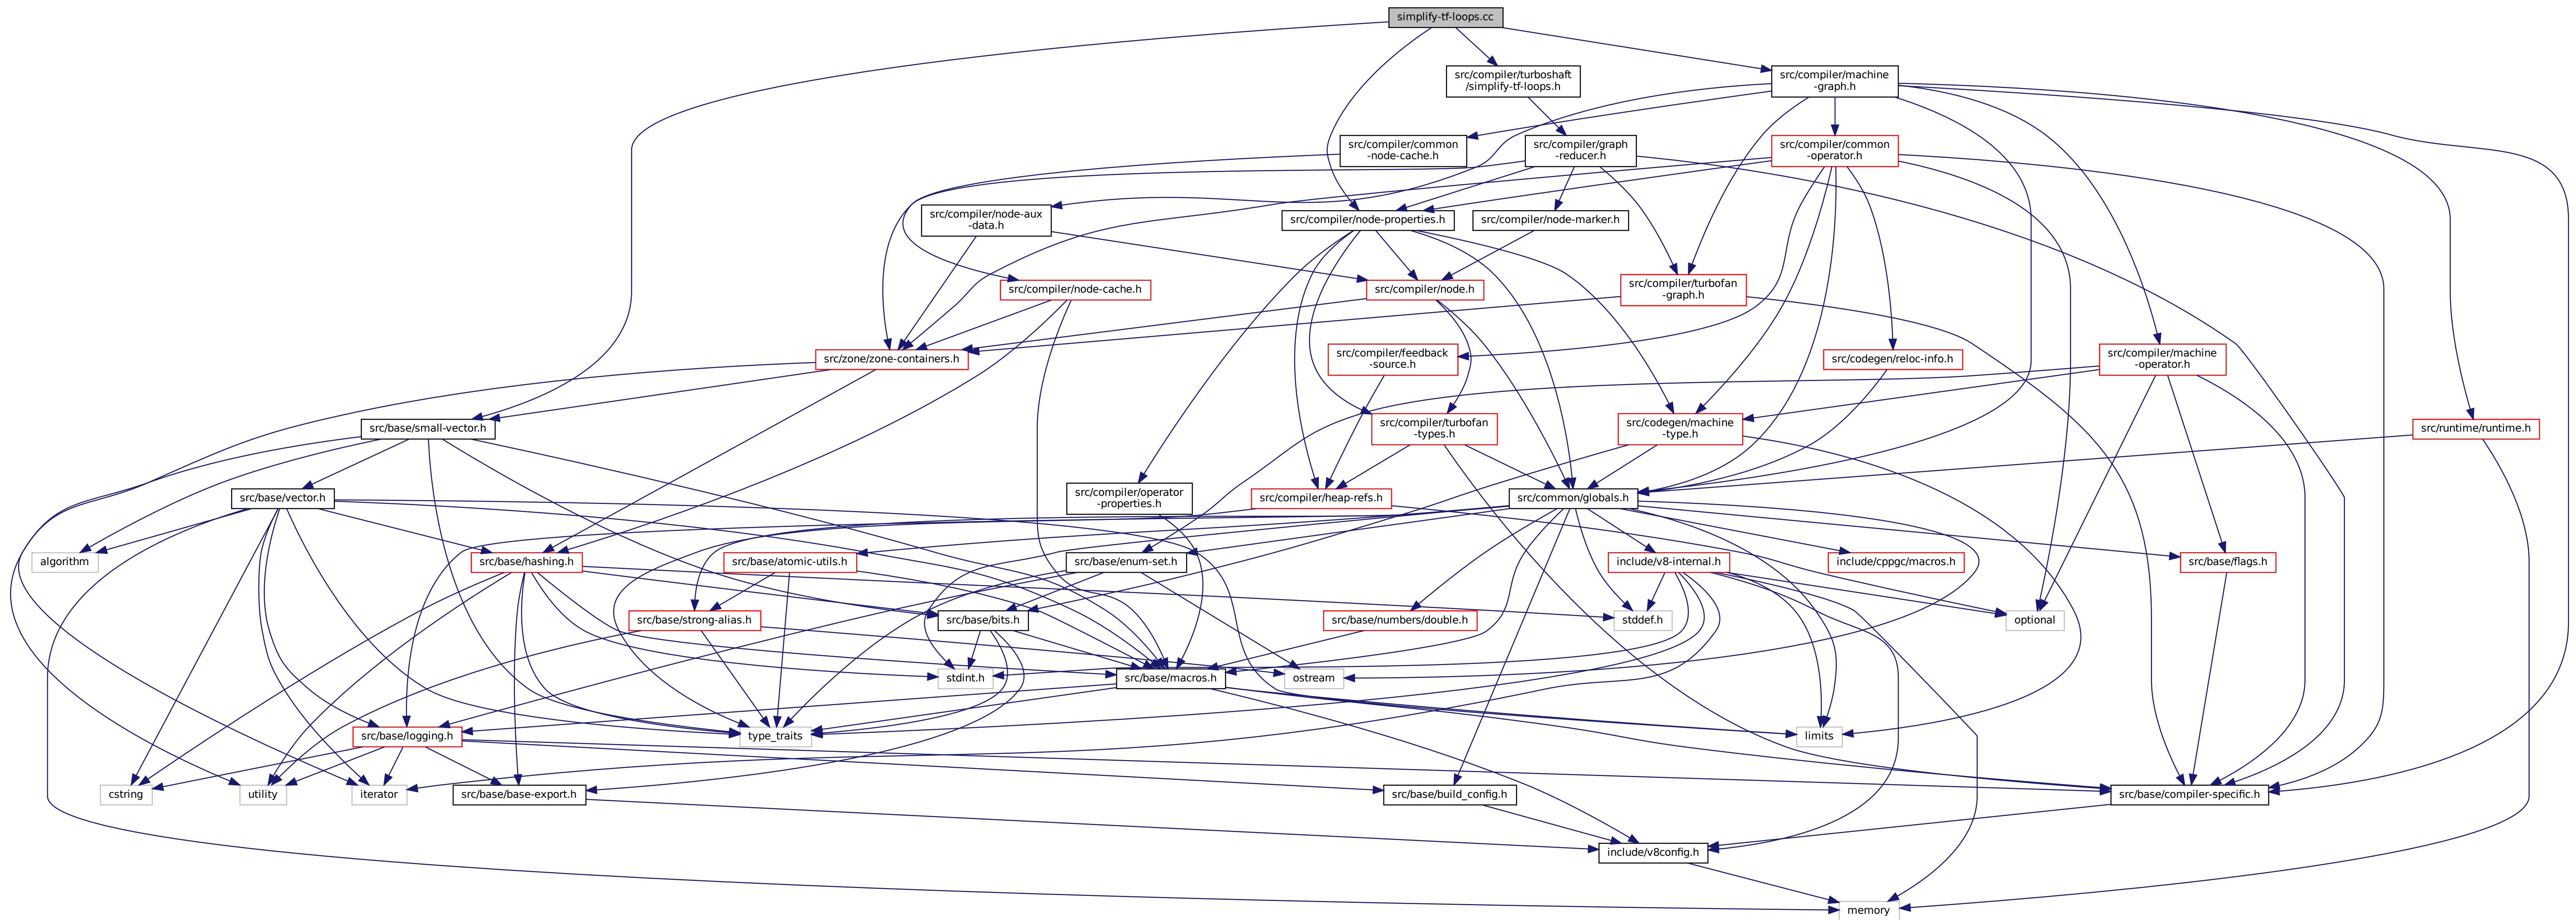 simplify-tf-loops.cc
src/compiler/turboshaft
/simplify-tf-loops.h
src/compiler/machine
-graph.h
src/compiler/common
-node-cache.h
src/compiler/graph
-reducer.h
src/compiler/common
-operator.h
src/compiler/node-aux
-data.h
src/compiler/node-properties.h
src/compiler/node-marker.h
src/compiler/node-cache.h
src/compiler/node.h
src/compiler/turbofan
-graph.h
src/zone/zone-containers.h
src/compiler/feedback
-source.h
src/codegen/reloc-info.h
src/compiler/machine
-operator.h
src/base/small-vector.h
src/compiler/turbofan
-types.h
src/codegen/machine
-type.h
src/runtime/runtime.h
src/base/vector.h
src/compiler/operator
-properties.h
src/compiler/heap-refs.h
src/common/globals.h
algorithm
src/base/hashing.h
src/base/atomic-utils.h
src/base/enum-set.h
include/v8-internal.h
include/cppgc/macros.h
src/base/flags.h
src/base/strong-alias.h
src/base/bits.h
src/base/numbers/double.h
stddef.h
optional
stdint.h
src/base/macros.h
ostream
src/base/logging.h
type_traits
limits
cstring
utility
iterator
src/base/base-export.h
src/base/build_config.h
src/base/compiler-specific.h
include/v8config.h
memory